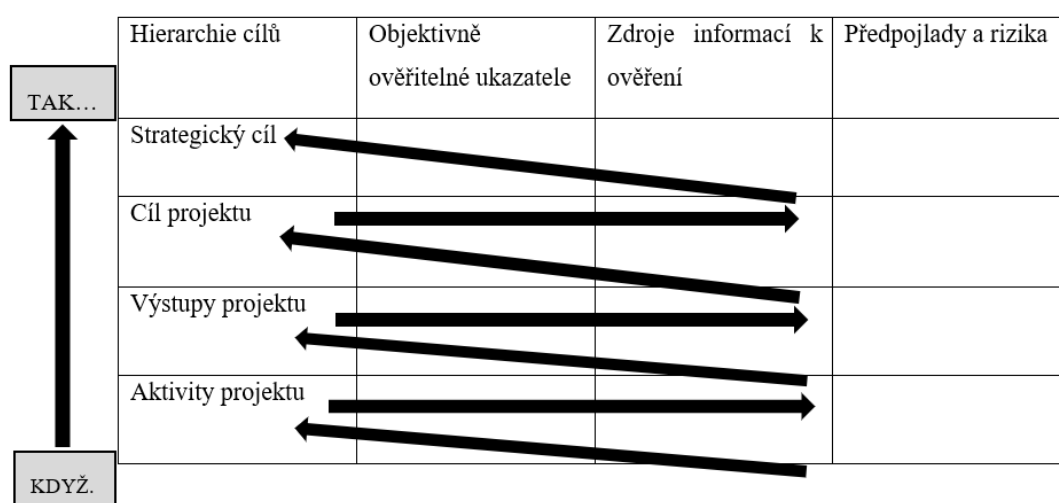 Hierarchie cílů
Objektivně
ověřitelné ukazatele
Zdroje informací k
ověření
Předpojlady a rizika
TAK…
Strategický cíl
Cíl projektu
Výstupy projektu
Aktivity projektu
KDYŽ.